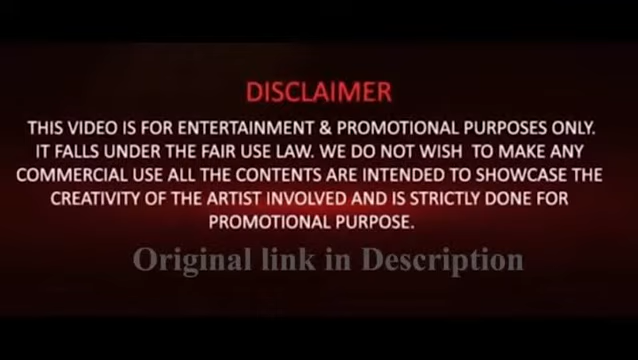 DISCLAIMER
THIS VIDEO IS FOR ENTERTAINMENT & PROMOTIONAL PURPOSES ONLY.
IT FALLS UNDER THE FAIR USE LAW. WE DO NOT WISH TO MAKE ANY
COMMERCIAL USE ALL THE CONTENTS ARE INTENDED TO SHOWCASE THE
CREATIVITY OF THE ARTIST INVOLVED AND IS STRICTLY DONE FOR
PROMOTIONAL PURPOSE.
Original link in Description